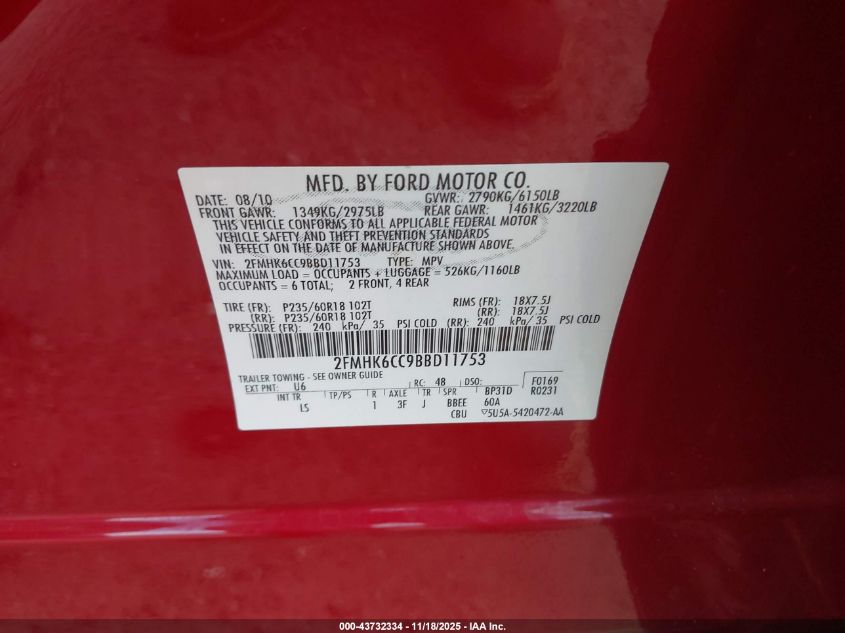 MFD. BY FORD MOTOR CO.
DATE: 08/10 GVWR: 2790KG/6150LB
FRONT GAWR: 1349KG/2975LB REAR GAWR: 1461KG/3220LB
THIS VEHICLE CONFORMS TO ALL APPLICABLE FEDERAL MOTOR
VEHICLE SAFETY AND THEFT PREVENTION STANDARDS
IN EFFECT ON THE DATE OF MANUFACTURE SHOWN ABOVE.
VIN: 2FMHK6CC9BBD11753 TYPE: MPV
MAXIMUM LOAD = OCCUPANTS + LUGGAGE = 526KG/1160LB
OCCUPANTS = 6 TOTAL; 2 FRONT, 4 REAR
TIRE (FR): P235/60R18 102T RIMS (FR): 18X7.5J
(RR): P235/60R18 102T (RR): 18X7.5J
PRESSURE (FR): 240 kPa/ 35 PSI COLD (RR): 240 kPa/ 35 PSI COLD
2FMHK6CC9BBD11753
TRAILER TOWING - SEE OWNER GUIDE
EXT PNT: U6 RC: 48 DSO: F0169
INT TR TP/PS R AXLE TR SPR BP31D R0231
L5 1 3F J BBEE 60A
CBU 5U5A-5420472-AA
000-43732334 - 11/18/2025 - IAA Inc.